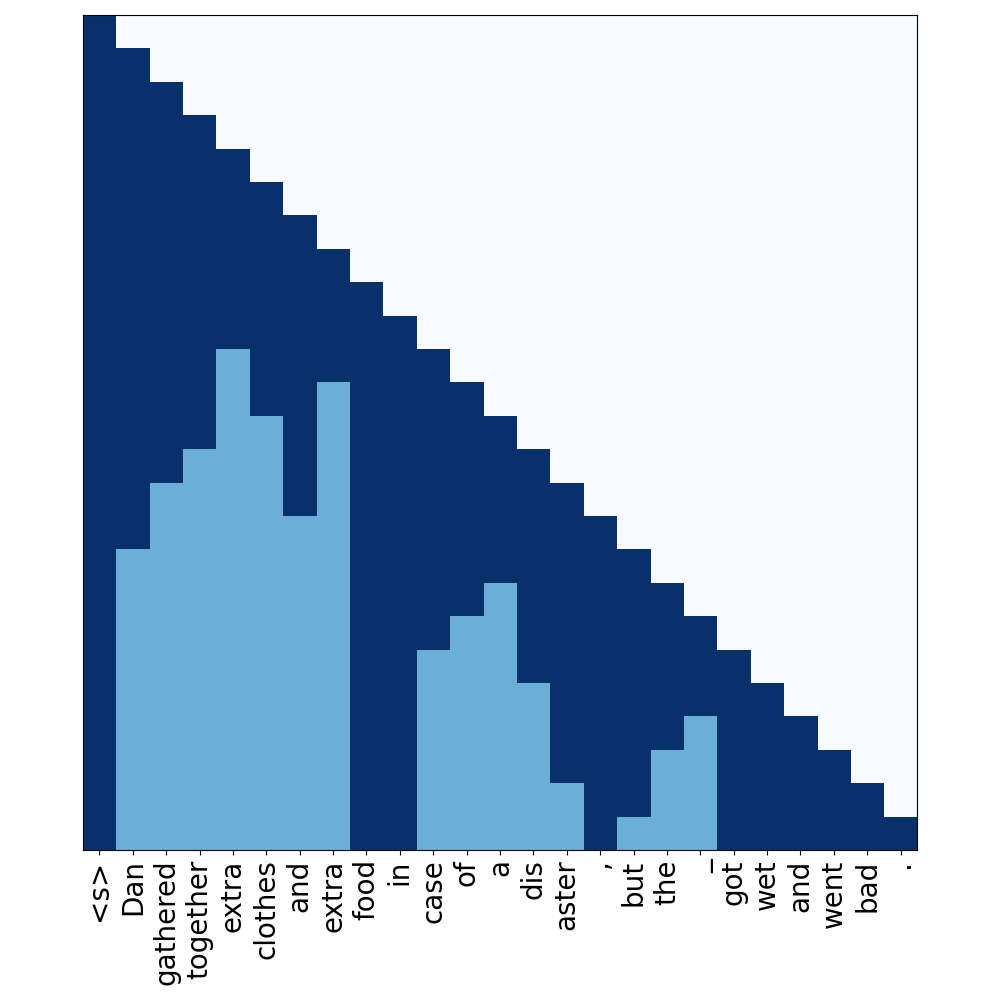 <s> Dan gathered together extra clothes and extra food in case of a dis aster , but the _ got wet and went bad .